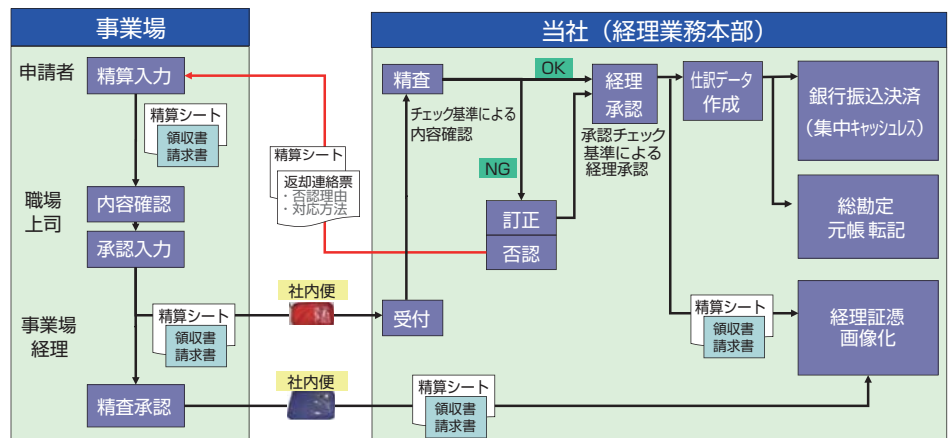 事業場
申請者
精算入力
精算シート
領収書
請求書
職場
上司
内容確認
承認入力
事業場
経理
精算シート
領収書
請求書
精査承認
社内便
社内便
精算シート
返却連絡票
・否認理由
・対応方法
当社（経理業務本部）
精査
OK
チェック基準による
内容確認
NG
訂正
否認
受付
経理
承認
承認チェック
基準による
経理承認
仕訳データ
作成
銀行振込決済
（集中キャッシュレス）
総勘定
元帳 転記
精算シート
領収書
請求書
経理証憑
画像化
精算シート
領収書
請求書